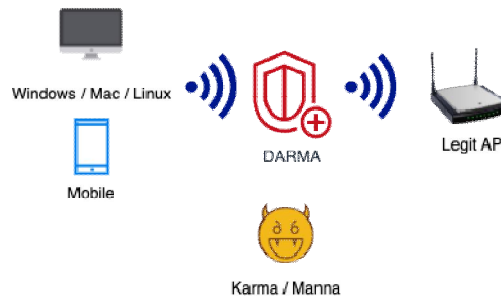 Windows / Mac / Linux
Mobile
DARMA
Legit AP
Karma / Manna